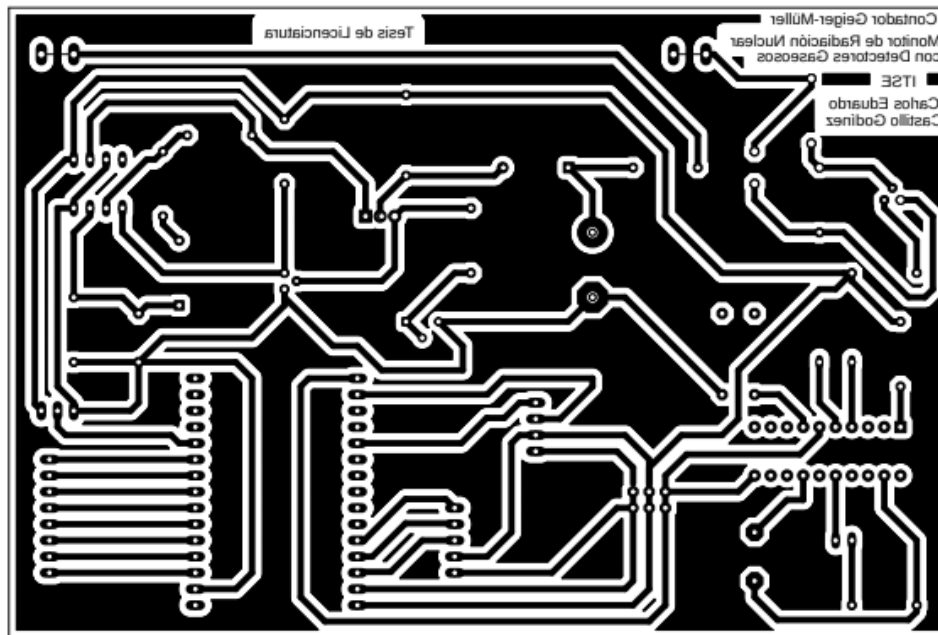 Tesis de Licenciatura
Contador Geiger-Müller
Monitor de Radiación Nuclear
con Detectores Gaseosos
ITSE
Carlos Eduardo
Castillo Godínez